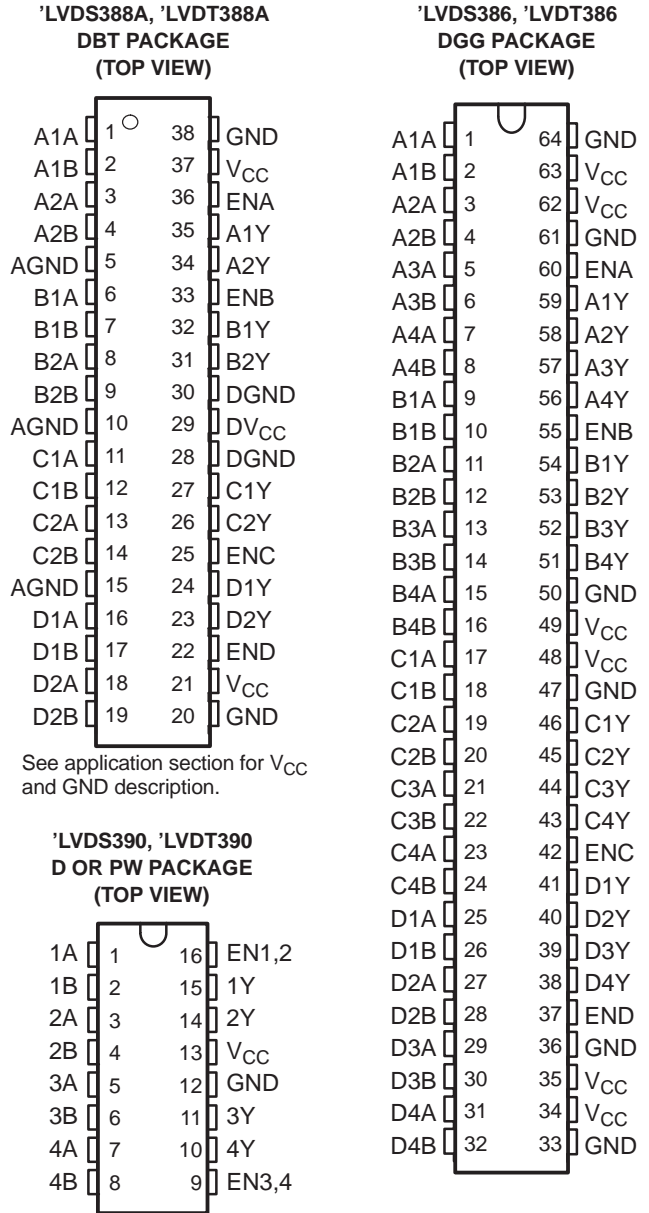 'LVDS388A, 'LVDT388A
DBT PACKAGE
(TOP VIEW)
A1A 1 38 GND
A1B 2 37 VCC
A2A 3 36 ENA
A2B 4 35 A1Y
AGND 5 34 A2Y
B1A 6 33 ENB
B1B 7 32 B1Y
B2A 8 31 B2Y
B2B 9 30 DGND
AGND 10 29 DVCC
C1A 11 28 DGND
C1B 12 27 C1Y
C2A 13 26 C2Y
C2B 14 25 ENC
AGND 15 24 D1Y
D1A 16 23 D2Y
D1B 17 22 END
D2A 18 21 VCC
D2B 19 20 GND
See application section for VCC
and GND description.
'LVDS390, 'LVDT390
D OR PW PACKAGE
(TOP VIEW)
1A 1 16 EN1,2
1B 2 15 1Y
2A 3 14 2Y
2B 4 13 VCC
3A 5 12 GND
3B 6 11 3Y
4A 7 10 4Y
4B 8 9 EN3,4
'LVDS386, 'LVDT386
DGG PACKAGE
(TOP VIEW)
A1A 1 64 GND
A1B 2 63 VCC
A2A 3 62 VCC
A2B 4 61 GND
A3A 5 60 ENA
A3B 6 59 A1Y
A4A 7 58 A2Y
A4B 8 57 A3Y
B1A 9 56 A4Y
B1B 10 55 ENB
B2A 11 54 B1Y
B2B 12 53 B2Y
B3A 13 52 B3Y
B3B 14 51 B4Y
B4A 15 50 GND
B4B 16 49 VCC
C1A 17 48 VCC
C1B 18 47 GND
C2A 19 46 C1Y
C2B 20 45 C2Y
C3A 21 44 C3Y
C3B 22 43 C4Y
C4A 23 42 ENC
C4B 24 41 D1Y
D1A 25 40 D2Y
D1B 26 39 D3Y
D2A 27 38 D4Y
D2B 28 37 END
D3A 29 36 GND
D3B 30 35 VCC
D4A 31 34 VCC
D4B 32 33 GND